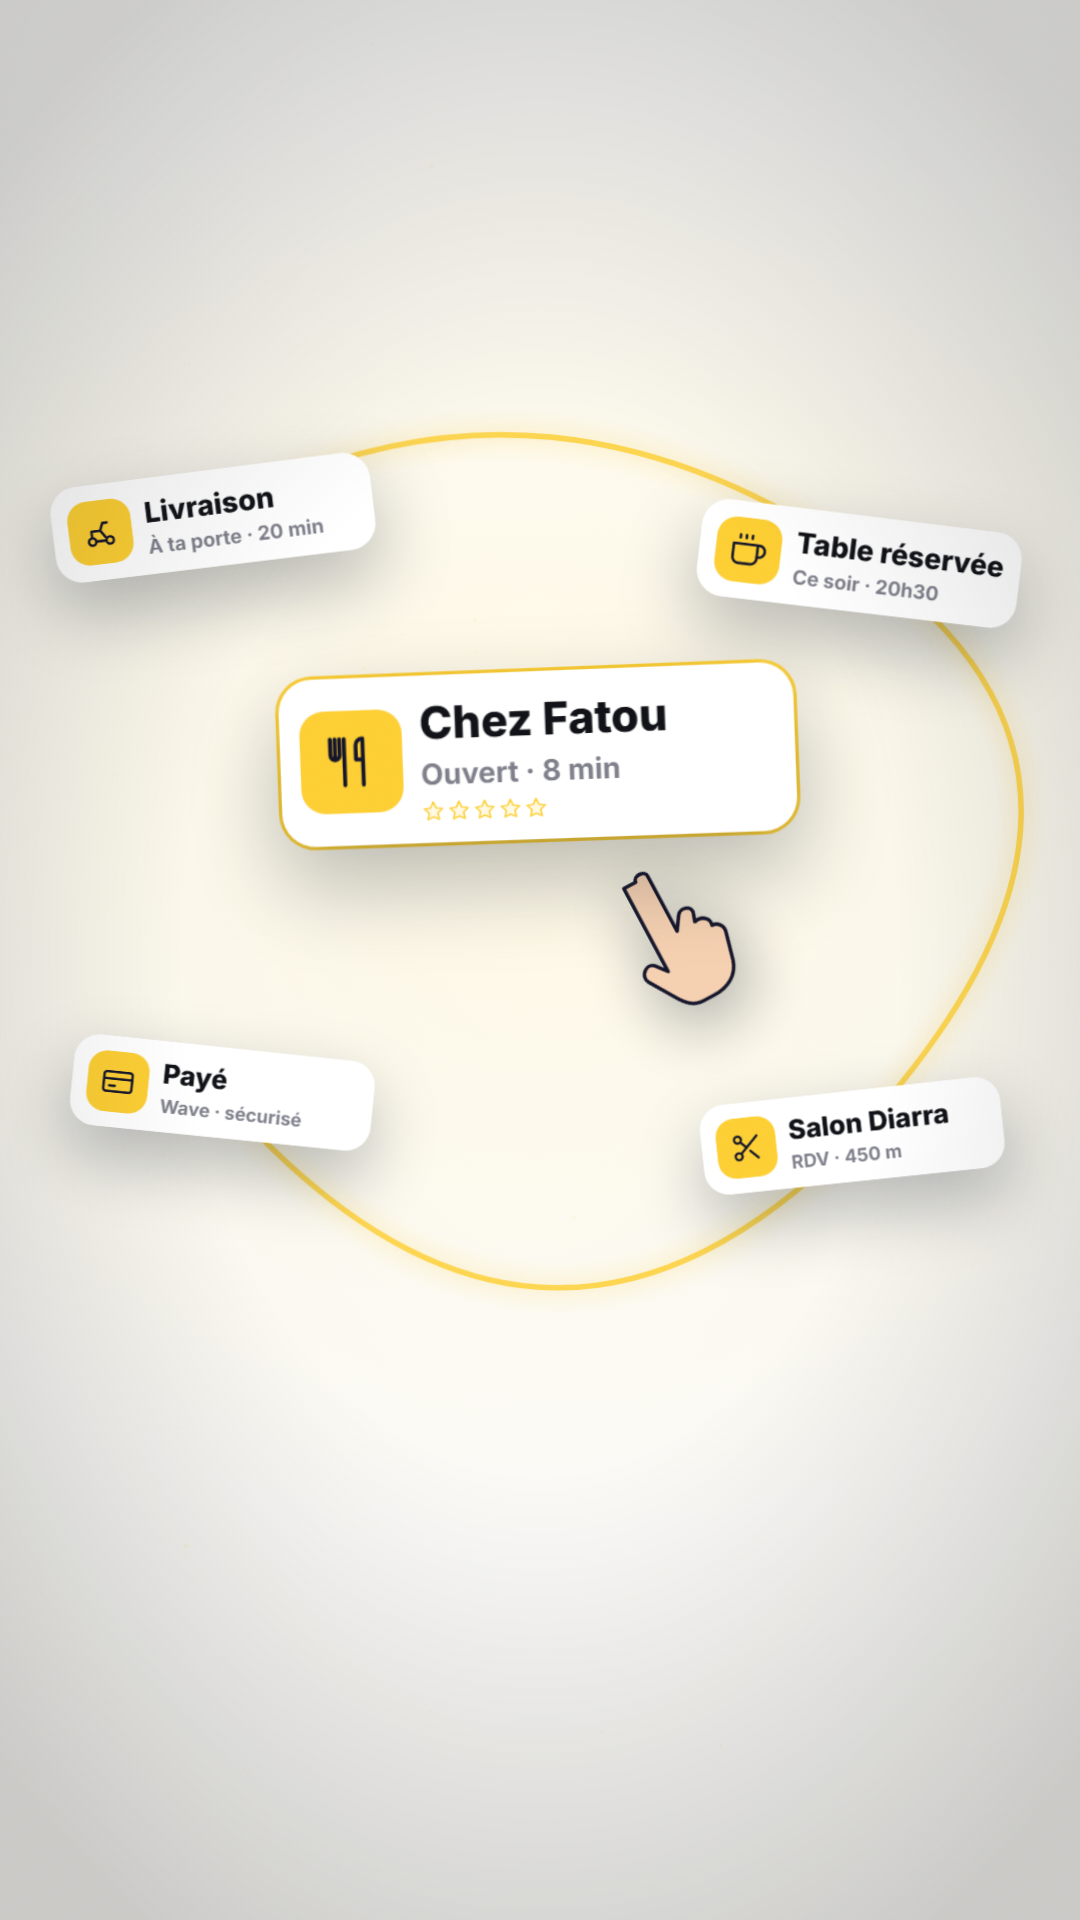 Livraison
À ta porte · 20 min
Table réservée
Ce soir · 20h30
Chez Fatou
Ouvert · 8 min
Payé
Wave · sécurisé
Salon Diarra
RDV · 450 m